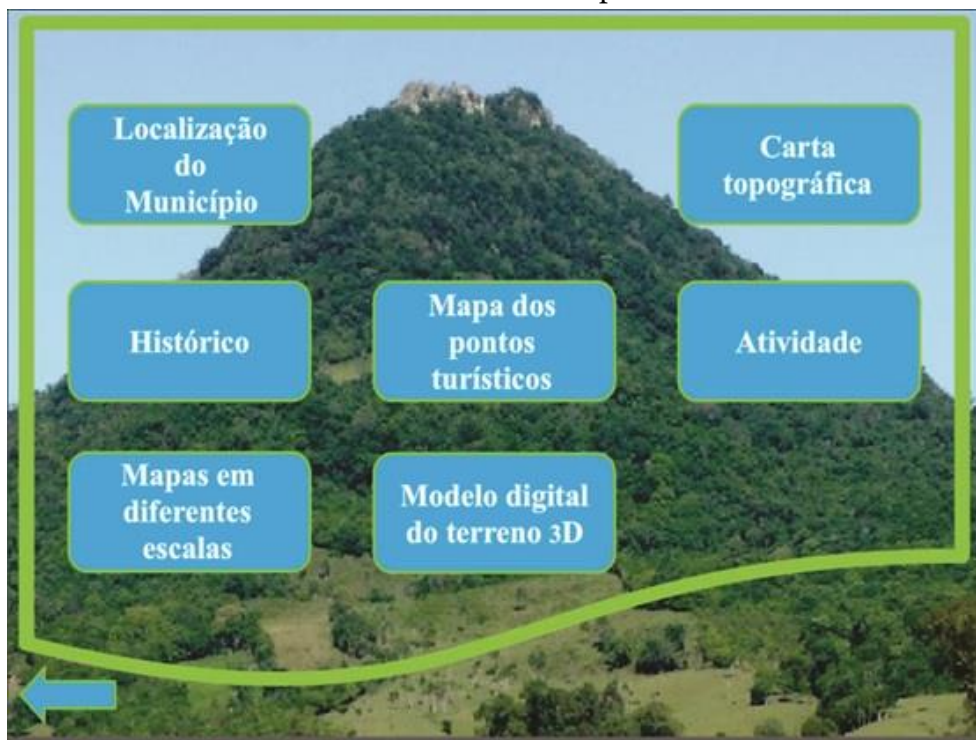 Localização
do
Município
Carta
topográfica
Histórico
Mapa dos
pontos
turísticos
Atividade
Mapas em
diferentes
escalas
Modelo digital
do terreno 3D